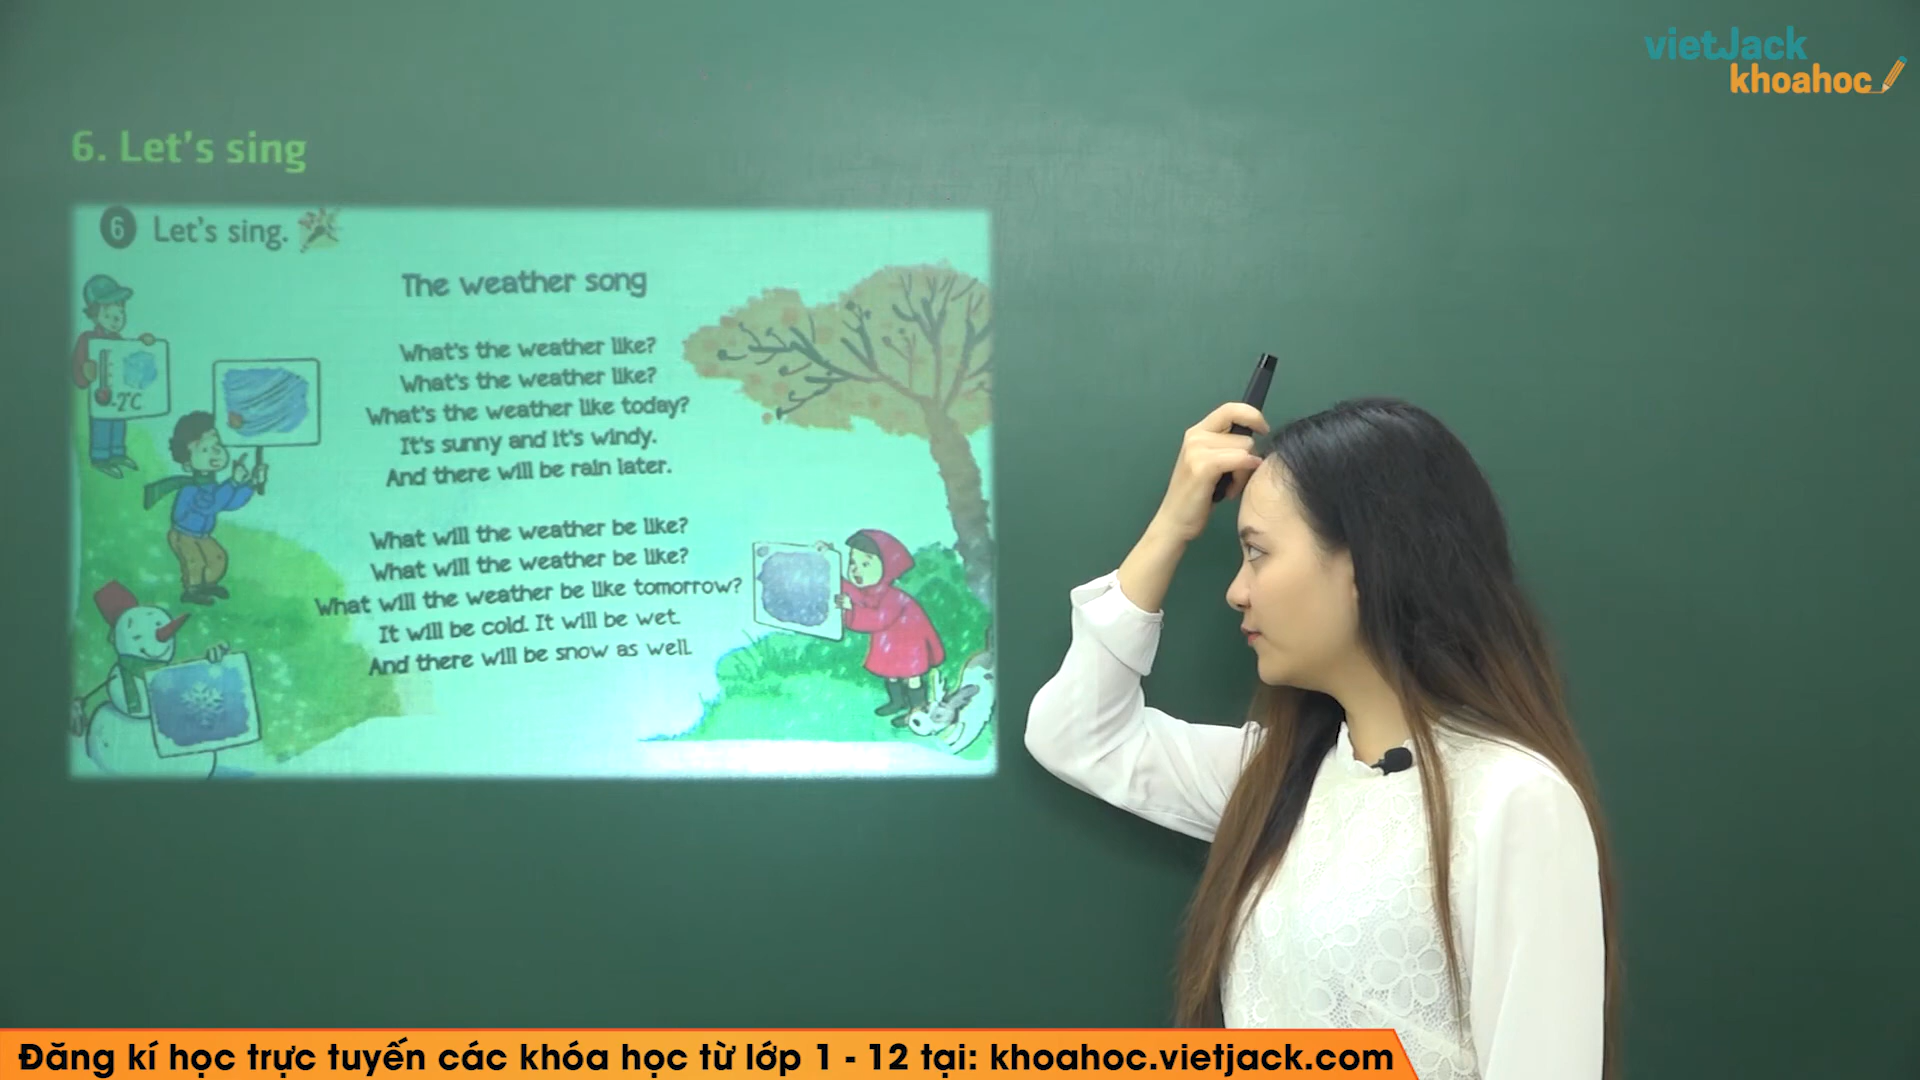 vietJack
khoahoc
6. Let's sing
6 Let's sing.
The weather song
What's the weather like?
What's the weather like?
What's the weather like today?
It's sunny and it's windy.
And there will be rain later.
What will the weather be like?
What will the weather be like?
What will the weather be like tomorrow?
It will be cold. It will be wet.
And there will be snow as well.
Đăng kí học trực tuyến các khóa học từ lớp 1 - 12 tại: khoahoc.vietjack.com